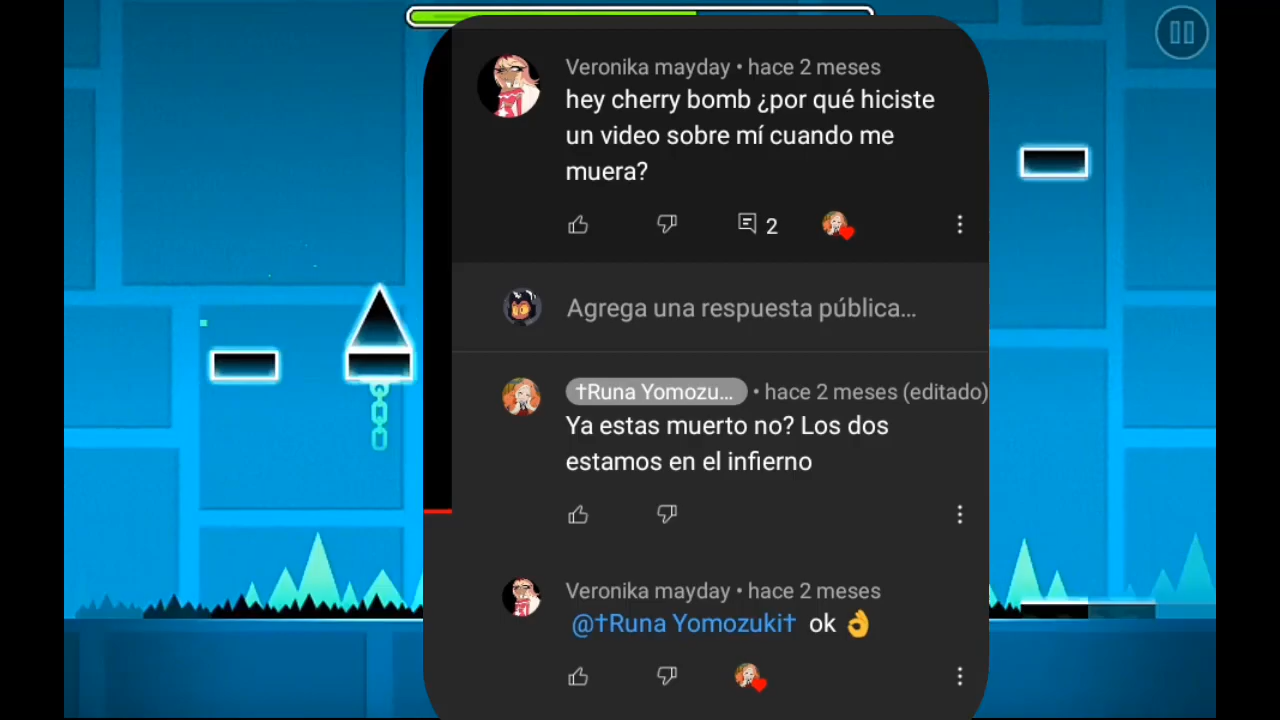 Veronika mayday • hace 2 meses
hey cherry bomb ¿por qué hiciste
un video sobre mí cuando me
muera?
2
Agrega una respuesta pública...
†Runa Yomozu... • hace 2 meses (editado)
Ya estas muerto no? Los dos
estamos en el infierno
Veronika mayday • hace 2 meses
@†Runa Yomozuki† ok 👌